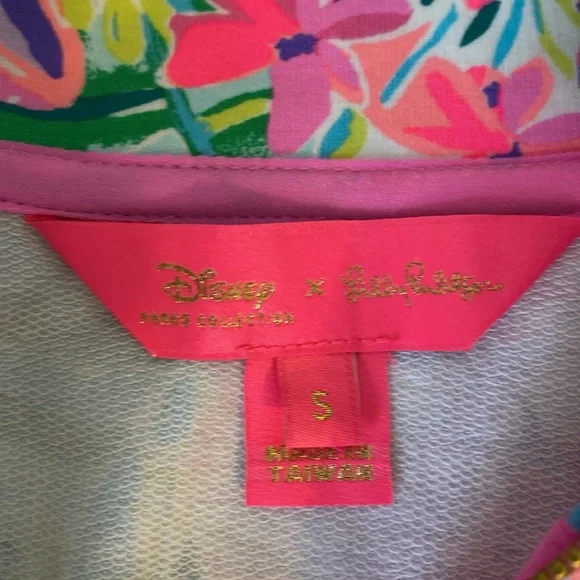 Disney x Lilly Pulitzer
PARKS COLLECTION
S
MADE IN
TAIWAN